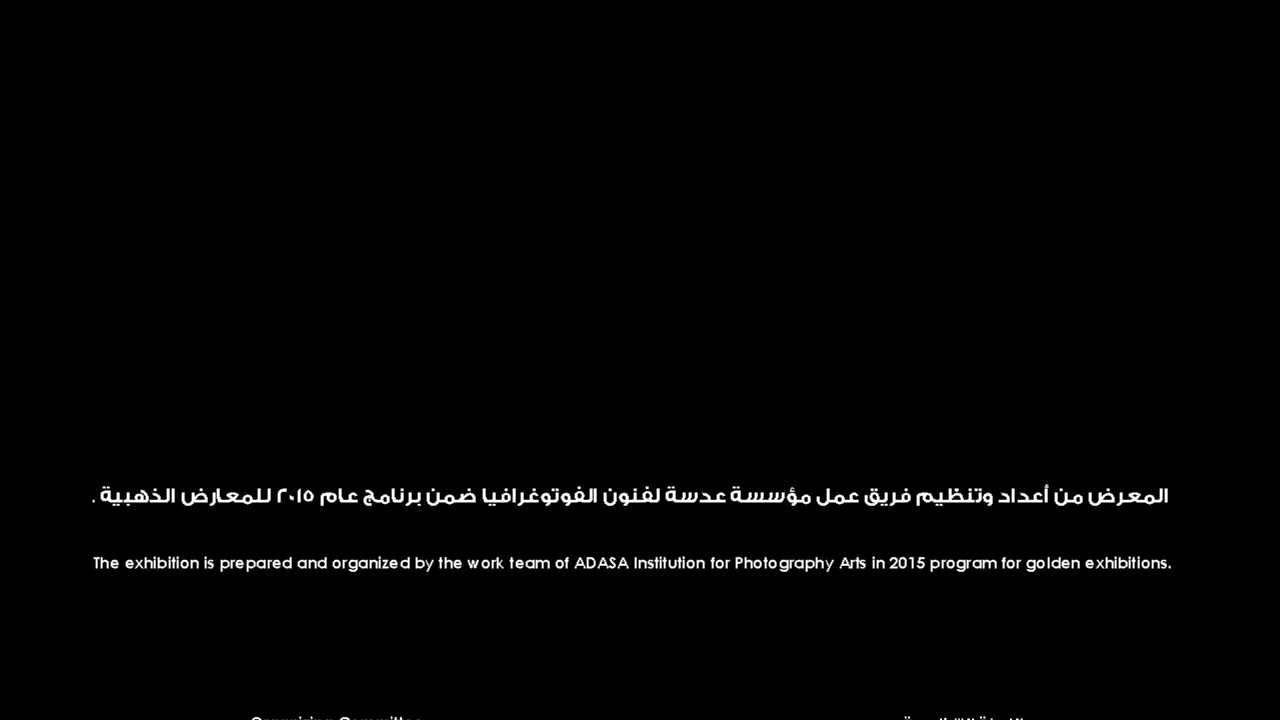 المعرض من أعداد وتنظيم فريق عمل مؤسسة عدسة لفنون الفوتوغرافيا ضمن برنامج عام ٢٠١٥ للمعارض الذهبية .
The exhibition is prepared and organized by the work team of ADASA Institution for Photography Arts in 2015 program for golden exhibitions.